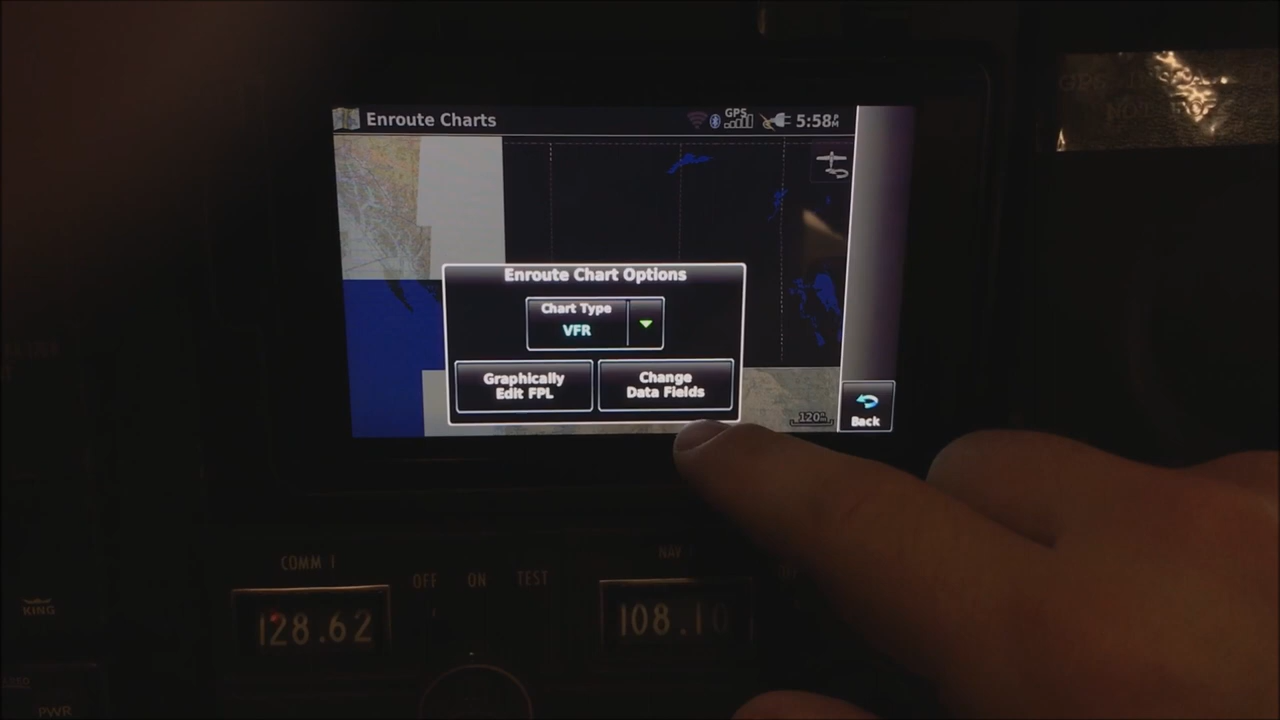 Enroute Charts
GPS
5:58PM
Enroute Chart Options
Chart Type
VFR
Graphically
Edit FPL
Change
Data Fields
120
Back
COMM 1
OFF ON TEST
NAV 1
128.62
108.10
KING
PWR